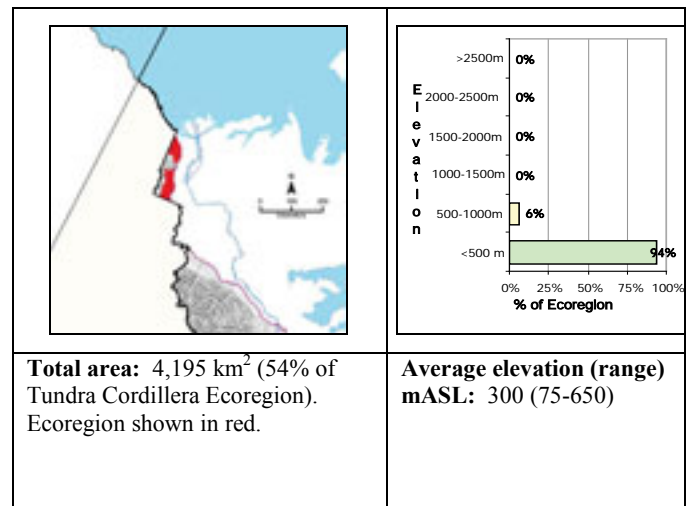 >2500m 0%
2000-2500m 0%
1500-2000m 0%
1000-1500m 0%
500-1000m 6%
<500 m 94%
Elevation
0% 25% 50% 75% 100%
% of Ecoregion
Total area: 4,195 km² (54% of
Tundra Cordillera Ecoregion).
Ecoregion shown in red.
Average elevation (range)
mASL: 300 (75-650)